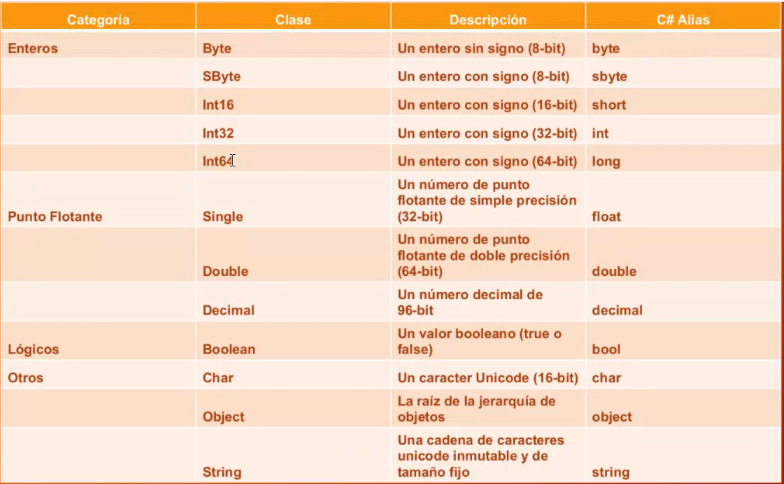 Categoría Clase Descripción C# Alias
Enteros Byte Un entero sin signo (8-bit) byte
SByte Un entero con signo (8-bit) sbyte
Int16 Un entero con signo (16-bit) short
Int32 Un entero con signo (32-bit) int
Int64 Un entero con signo (64-bit) long
Un número de punto
flotante de simple precisión
Punto Flotante Single (32-bit) float
Un número de punto
flotante de doble precisión
Double (64-bit) double
Un número decimal de
Decimal 96-bit decimal
Un valor booleano (true o
Lógicos Boolean false) bool
Otros Char Un caracter Unicode (16-bit) char
La raíz de la jerarquía de
Object objetos object
Una cadena de caracteres
unicode inmutable y de
String tamaño fijo string